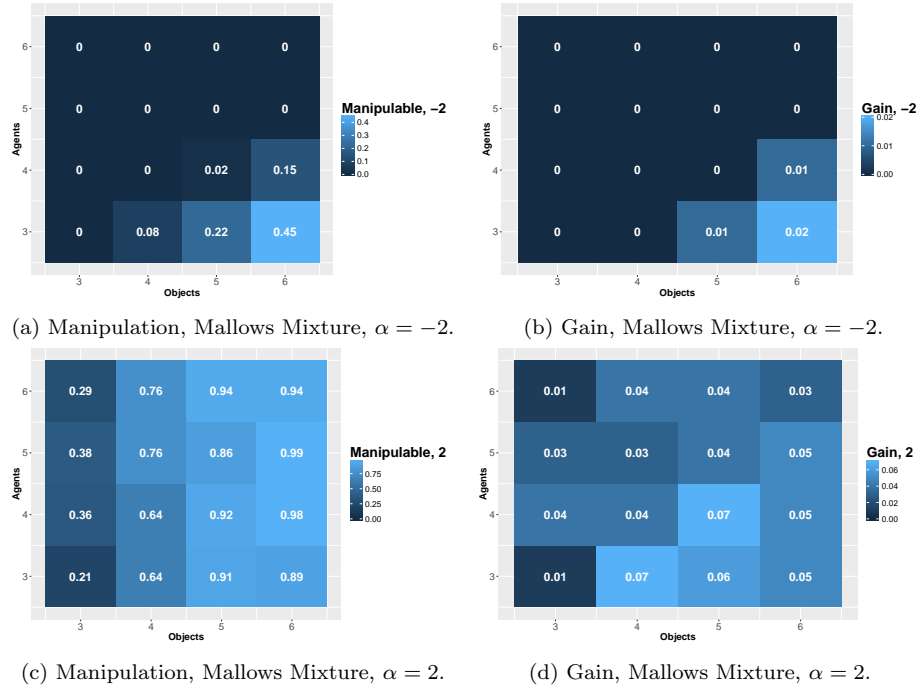 6 0 0 0 0
5 0 0 0 0
4 0 0 0.02 0.15
3 0 0.08 0.22 0.45
3 4 5 6
Objects
Agents
Manipulable, −2
0.4
0.3
0.2
0.1
0.0
6 0 0 0 0
5 0 0 0 0
4 0 0 0 0.01
3 0 0 0.01 0.02
3 4 5 6
Objects
Agents
Gain, −2
0.02
0.01
0.00
(a) Manipulation, Mallows Mixture, α = −2.
(b) Gain, Mallows Mixture, α = −2.
6 0.29 0.76 0.94 0.94
5 0.38 0.76 0.86 0.99
4 0.36 0.64 0.92 0.98
3 0.21 0.64 0.91 0.89
3 4 5 6
Objects
Agents
Manipulable, 2
0.75
0.50
0.25
0.00
6 0.01 0.04 0.04 0.03
5 0.03 0.03 0.04 0.05
4 0.04 0.04 0.07 0.05
3 0.01 0.07 0.06 0.05
3 4 5 6
Objects
Agents
Gain, 2
0.06
0.04
0.02
0.00
(c) Manipulation, Mallows Mixture, α = 2.
(d) Gain, Mallows Mixture, α = 2.